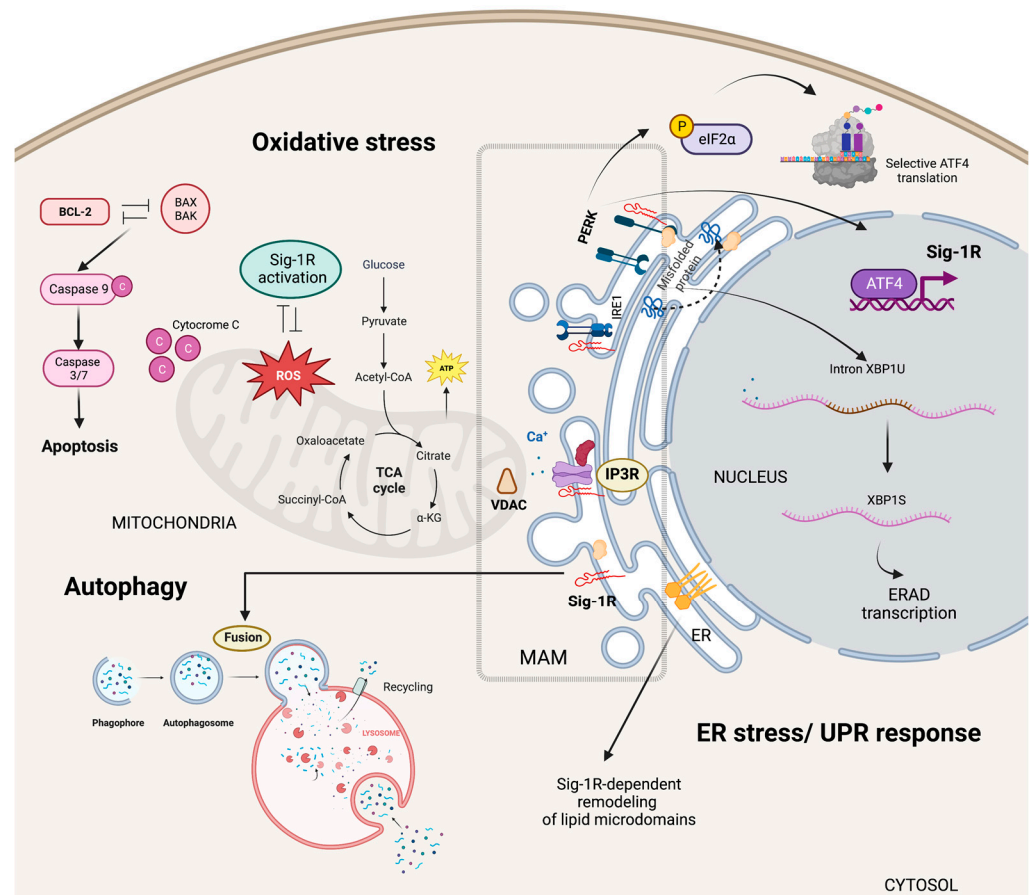 Oxidative stress
P
eIF2α
Selective ATF4
translation
BCL-2
BAX
BAK
PERK
Sig-1R
activation
Misfolded
protein
Sig-1R
Glucose
ATF4
Caspase 9
C
IRE1
Pyruvate
Cytocrome C
C
C
C
Intron XBP1U
Caspase
3/7
ROS
Acetyl-CoA
ATP
Apoptosis
Oxaloacetate
Citrate
Ca⁺
TCA
cycle
IP3R
NUCLEUS
Succinyl-CoA
VDAC
XBP1S
α-KG
MITOCHONDRIA
Autophagy
Sig-1R
ERAD
transcription
Fusion
ER
MAM
Recycling
Phagophore
Autophagosome
LYSOSOME
ER stress/ UPR response
Sig-1R-dependent
remodeling
of lipid microdomains
CYTOSOL